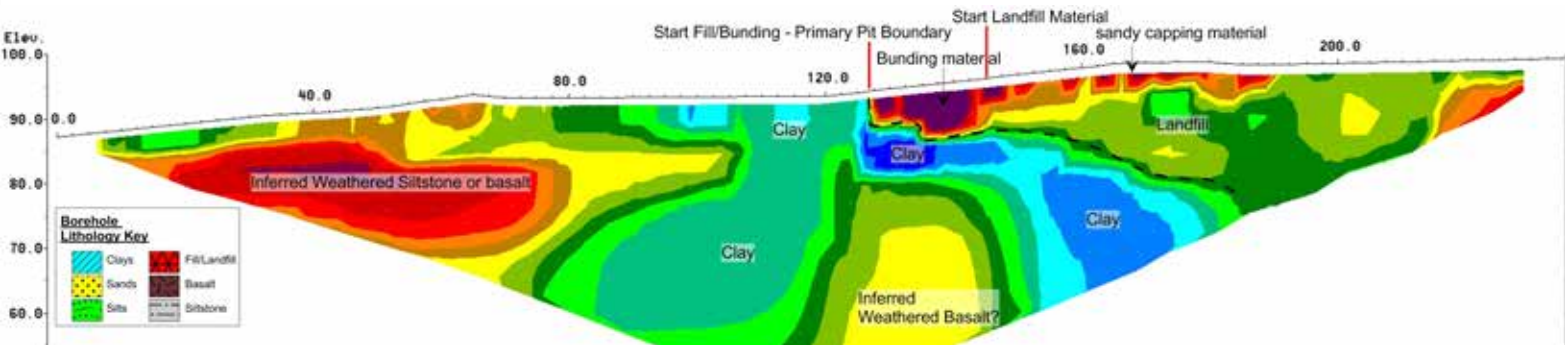 Start Landfill Material
Start Fill/Bunding - Primary Pit Boundary
sandy capping material
Elev.
100.0
160.0
200.0
Bunding material
120.0
80.0
40.0
90.0
0.0
Clay
Landfill
Clay
80.0
Inferred Weathered Siltstone or basalt
Borehole
Lithology Key
Clay
70.0
Clay
Clays
Fill/Landfill
Sands
Basalt
Silts
Siltstone
60.0
Inferred
Weathered Basalt?